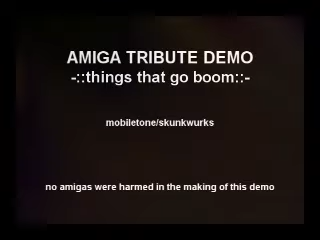 AMIGA TRIBUTE DEMO
-::things that go boom::-
mobiletone/skunkwurks
no amigas were harmed in the making of this demo